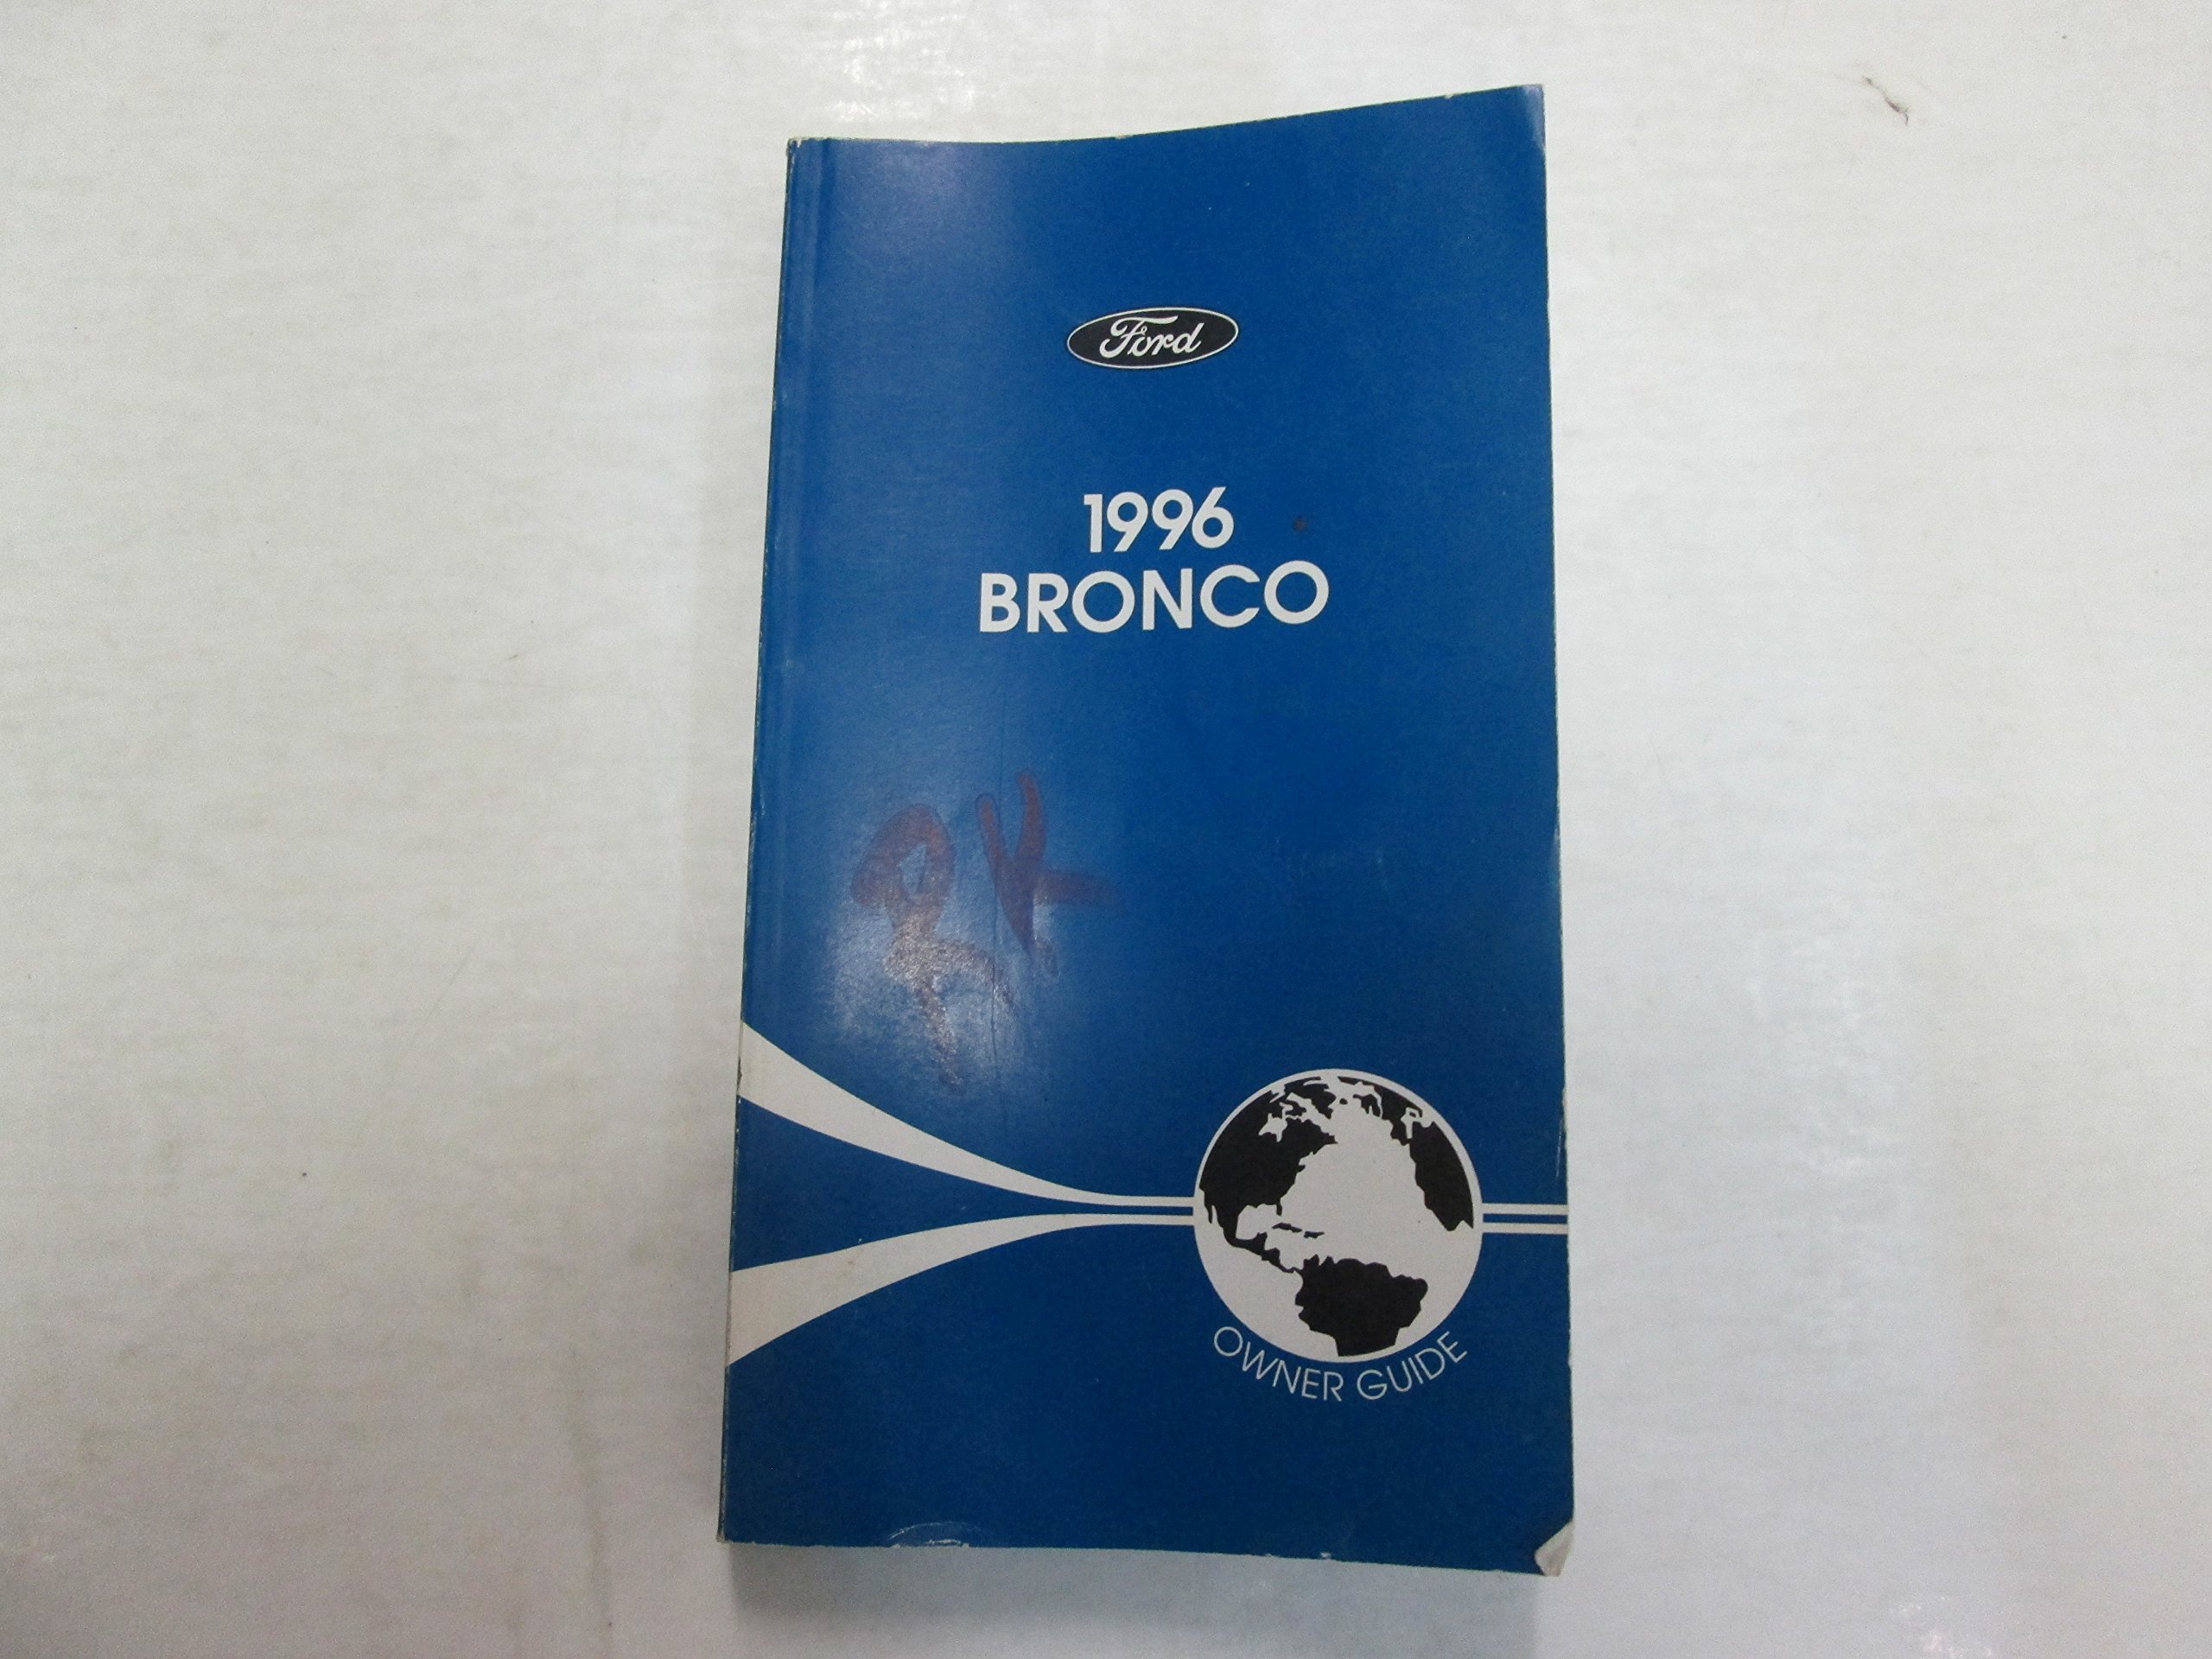 Ford
1996
BRONCO
OWNER GUIDE